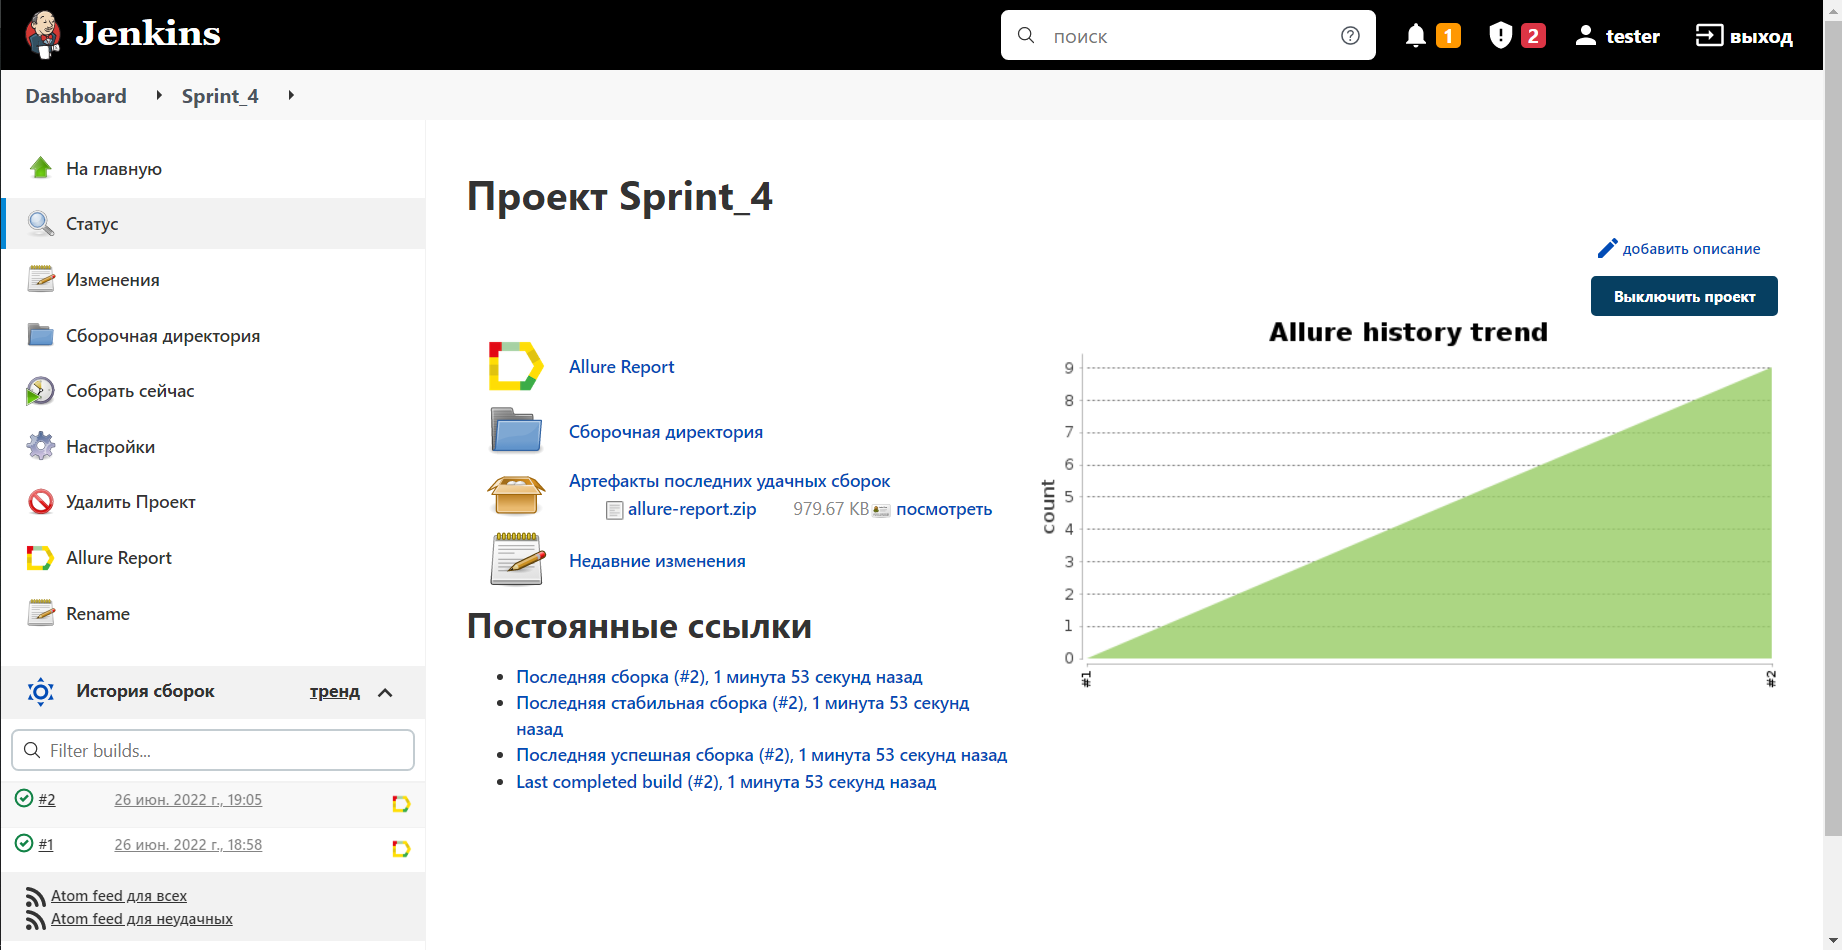 Jenkins
поиск
1
2
tester
выход
Dashboard
Sprint_4
На главную
Статус
Изменения
Сборочная директория
Собрать сейчас
Настройки
Удалить Проект
Allure Report
Rename
История сборок
тренд
Filter builds...
#2
26 июн. 2022 г., 19:05
#1
26 июн. 2022 г., 18:58
Atom feed для всех
Atom feed для неудачных
Проект Sprint_4
добавить описание
Выключить проект
Allure Report
Сборочная директория
Артефакты последних удачных сборок
allure-report.zip 979.67 KB посмотреть
Недавние изменения
Постоянные ссылки
Последняя сборка (#2), 1 минута 53 секунд назад
Последняя стабильная сборка (#2), 1 минута 53 секунд
назад
Последняя успешная сборка (#2), 1 минута 53 секунд назад
Last completed build (#2), 1 минута 53 секунд назад
Allure history trend
count
9
8
7
6
5
4
3
2
1
0
#1
#2